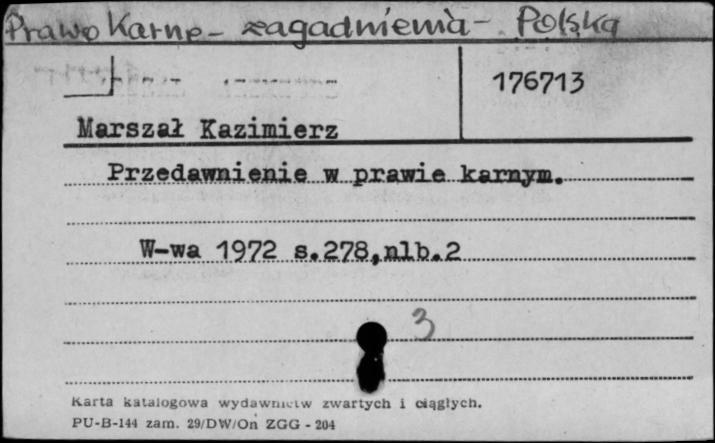 Prawo Karne - zagadnienia - Polska
176713
Marszał Kazimierz
Przedawnienie w prawie karnym.
W-wa 1972 s.278,nlb.2
3
Karta katalogowa wydawnictw zwartych i ciągłych.
PU-B-144 zam. 29/DW/On ZGG - 204